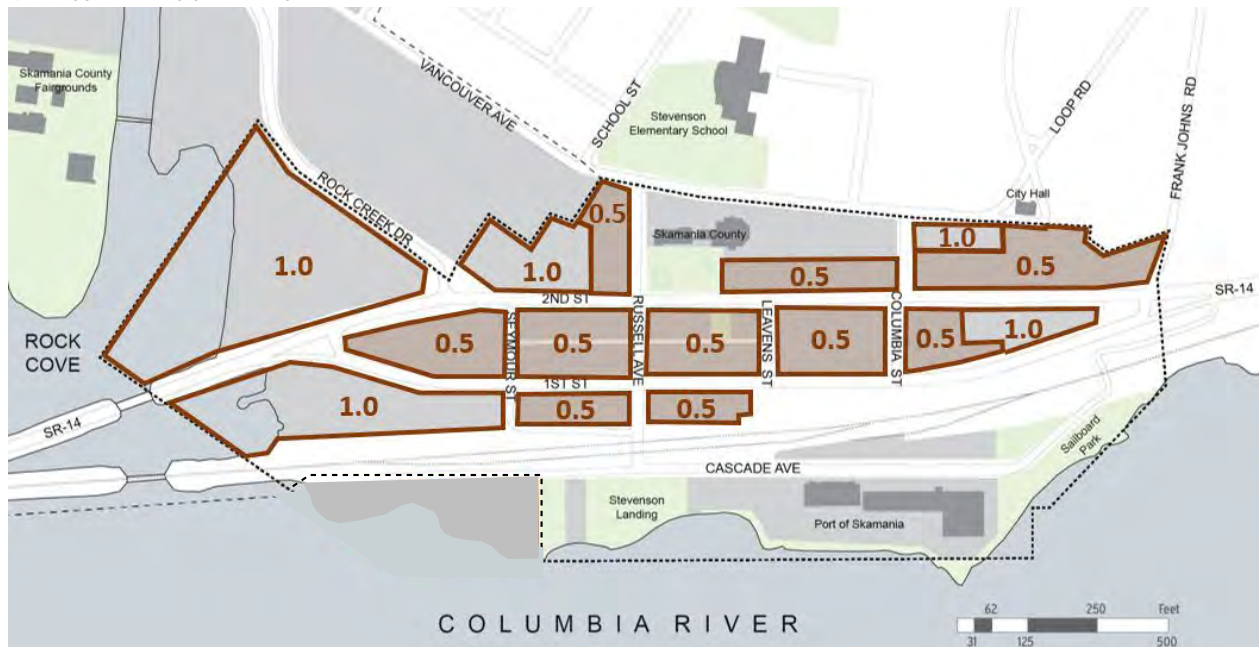 Skamania County
Fairgrounds
VANCOUVER AVE
SCHOOL ST
Stevenson
Elementary School
LOOP RD
FRANK JOHNS RD
City Hall
ROCK CREEK DR
0.5
Skamania County
1.0
1.0
1.0
0.5
0.5
2ND ST
SR-14
ROCK
COVE
SEYMOUR ST
RUSSELL AVE
LEAVENS ST
COLUMBIA ST
0.5
0.5
0.5
0.5
0.5
1.0
1ST ST
1.0
0.5
0.5
SR-14
Sailboard
Park
CASCADE AVE
Stevenson
Landing
Port of Skamania
COLUMBIA RIVER
62
250
Feet
31
125
500